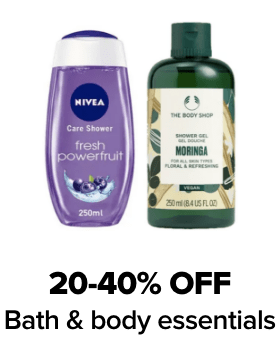 NIVEA
Care Shower
fresh
powerfruit
250ml
THE BODY SHOP
SHOWER GEL
GEL DOUCHE
MORINGA
FOR ALL SKIN TYPES
FLORAL & REFRESHING
VEGAN
250 ml (8.4 US FL OZ)
20-40% OFF
Bath & body essentials